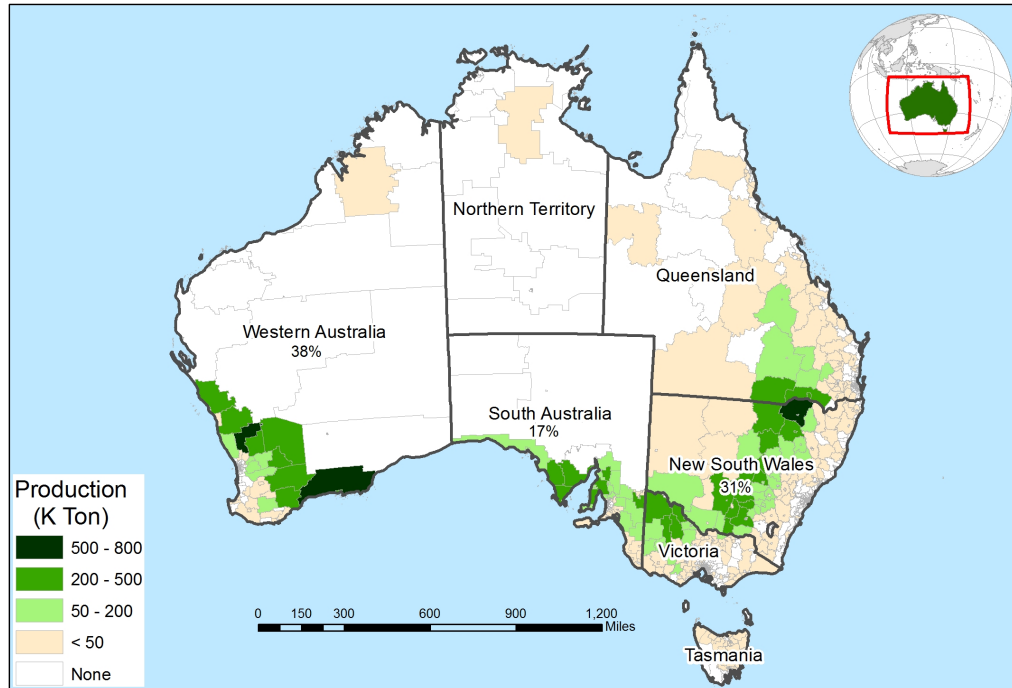 Northern Territory
Queensland
Western Australia
38%
South Australia
17%
New South Wales
31%
Victoria
Tasmania
Production
(K Ton)
500 - 800
200 - 500
50 - 200
< 50
None
0 150 300 600 900 1,200
Miles